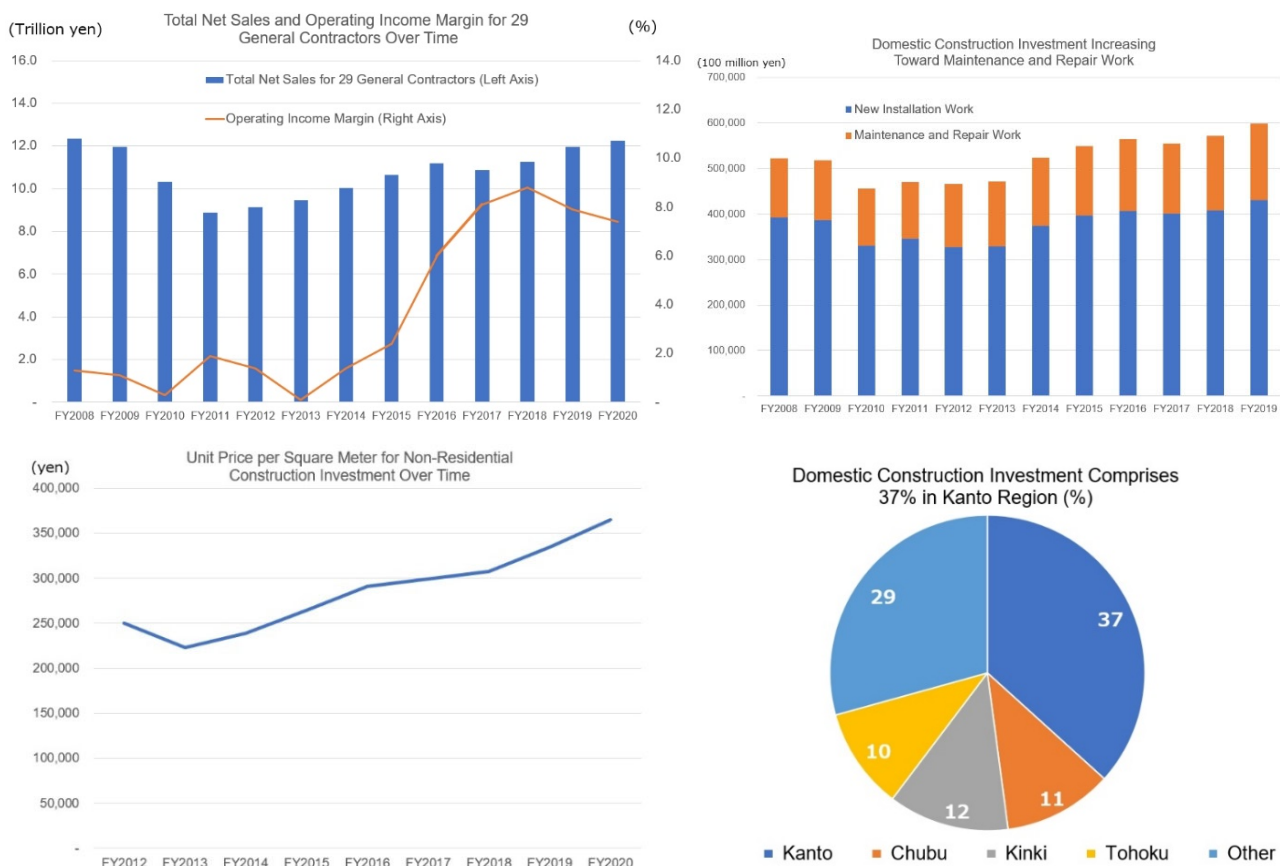 Total Net Sales and Operating Income Margin for 29
General Contractors Over Time
(Trillion yen)
(%)
16.0
14.0
12.0
10.0
8.0
6.0
4.0
2.0
-
14.0
12.0
10.0
8.0
6.0
4.0
2.0
-
Total Net Sales for 29 General Contractors (Left Axis)
Operating Income Margin (Right Axis)
FY2008 FY2009 FY2010 FY2011 FY2012 FY2013 FY2014 FY2015 FY2016 FY2017 FY2018 FY2019 FY2020
Domestic Construction Investment Increasing
Toward Maintenance and Repair Work
(100 million yen)
700,000
600,000
500,000
400,000
300,000
200,000
100,000
-
New Installation Work
Maintenance and Repair Work
FY2008 FY2009 FY2010 FY2011 FY2012 FY2013 FY2014 FY2015 FY2016 FY2017 FY2018 FY2019
Unit Price per Square Meter for Non-Residential
Construction Investment Over Time
(yen)
400,000
350,000
300,000
250,000
200,000
150,000
100,000
50,000
-
FY2012 FY2013 FY2014 FY2015 FY2016 FY2017 FY2018 FY2019 FY2020
Domestic Construction Investment Comprises
37% in Kanto Region (%)
29
37
10
12
11
Kanto Chubu Kinki Tohoku Other